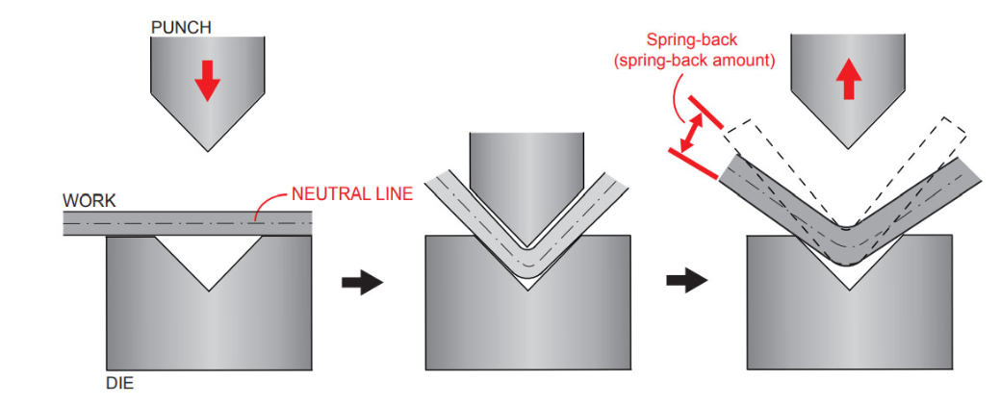 PUNCH
WORK
NEUTRAL LINE
DIE
Spring-back
(spring-back amount)